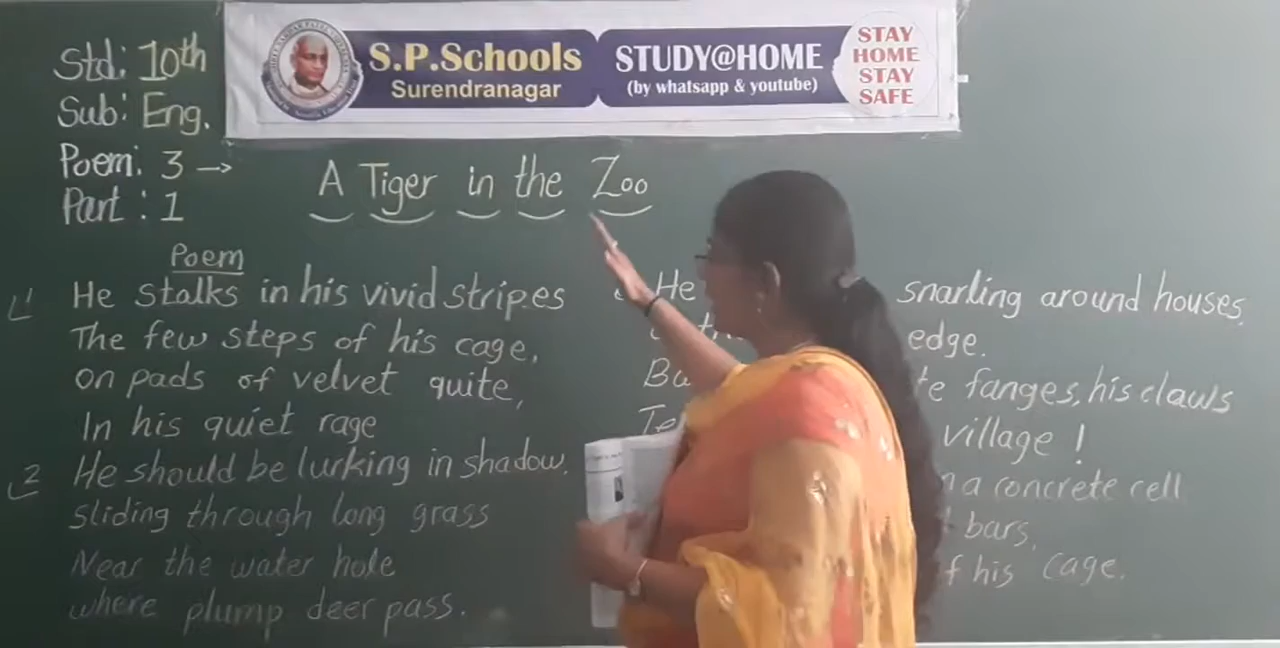 Std: 10th
Sub: Eng.
Poem: 3 →
Part : 1
S.P.Schools
Surendranagar
STUDY@HOME
(by whatsapp & youtube)
STAY
HOME
STAY
SAFE
A Tiger in the Zoo
Poem
1 He stalks in his vivid stripes
The few steps of his cage,
on pads of velvet quite,
In his quiet rage
2 He should be lurking in shadow,
Sliding through long grass
Near the water hole
where plump deer pass.
He snarling around houses,
edge.
fanges, his claws
village !
a concrete cell
bars,
his cage.